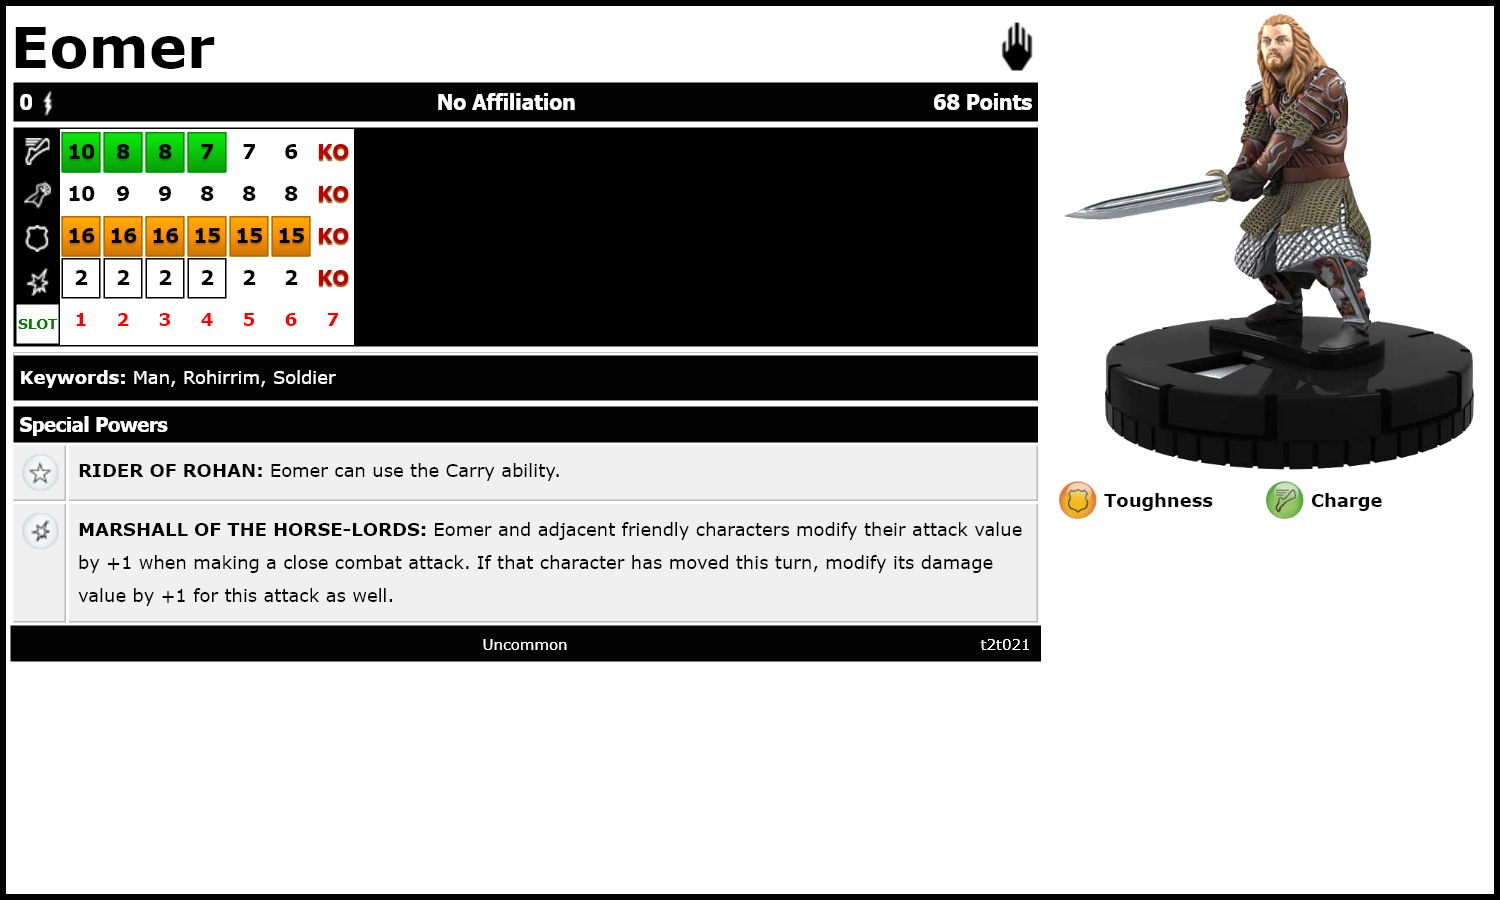 Eomer
0 No Affiliation 68 Points
10 8 8 7 7 6 KO
10 9 9 8 8 8 KO
16 16 16 15 15 15 KO
2 2 2 2 2 2 KO
SLOT 1 2 3 4 5 6 7
Keywords: Man, Rohirrim, Soldier
Special Powers
RIDER OF ROHAN: Eomer can use the Carry ability.
MARSHALL OF THE HORSE-LORDS: Eomer and adjacent friendly characters modify their attack value
by +1 when making a close combat attack. If that character has moved this turn, modify its damage
value by +1 for this attack as well.
Uncommon t2t021
Toughness Charge